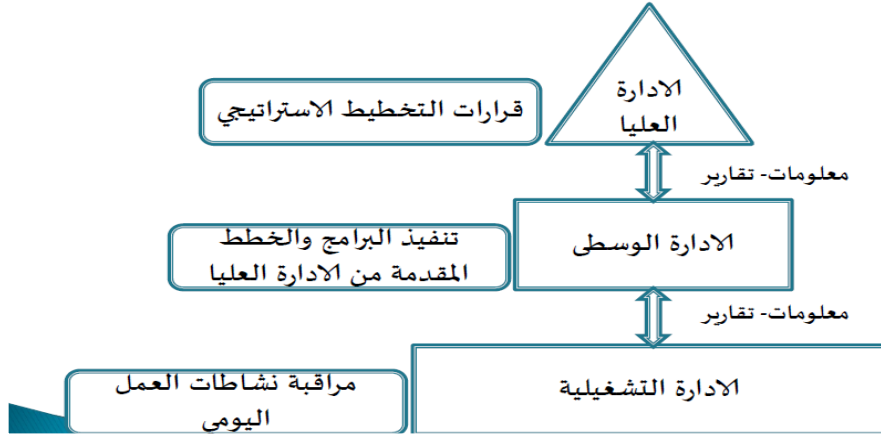 الادارة
العليا
قرارات التخطيط الاستراتيجي
معلومات- تقارير
الادارة الوسطى
تنفيذ البرامج والخطط
المقدمة من الادارة العليا
معلومات- تقارير
الادارة التشغيلية
مراقبة نشاطات العمل
اليومي